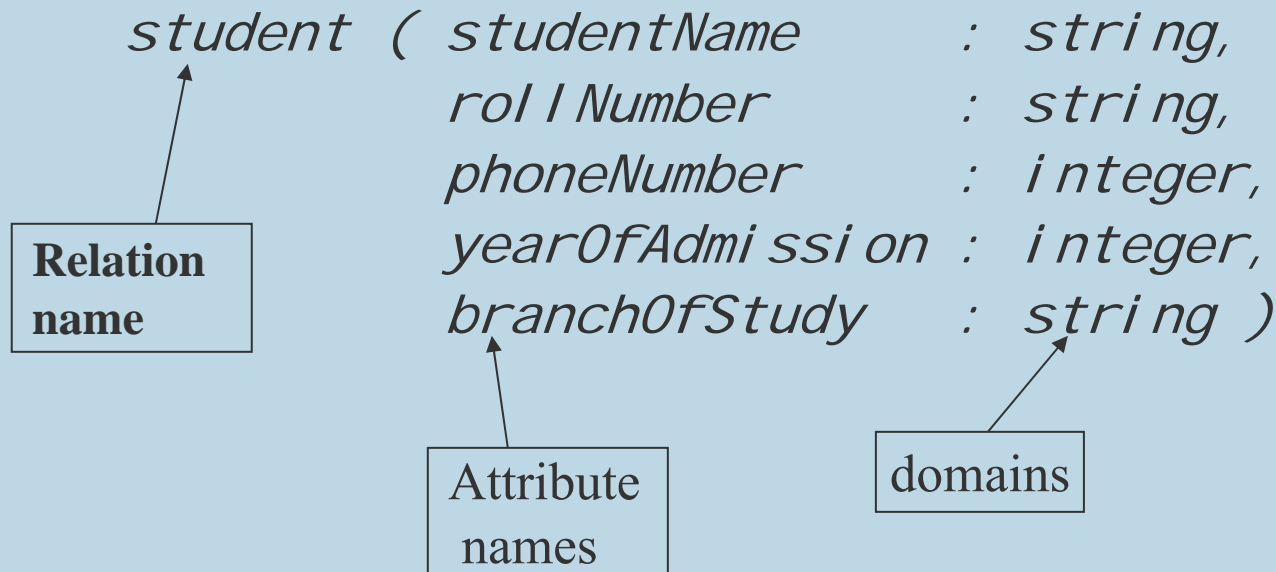 student ( studentName : string,
rollNumber : string,
phoneNumber : integer,
yearOfAdmission : integer,
branchOfStudy : string )
Relation
name
Attribute
names
domains